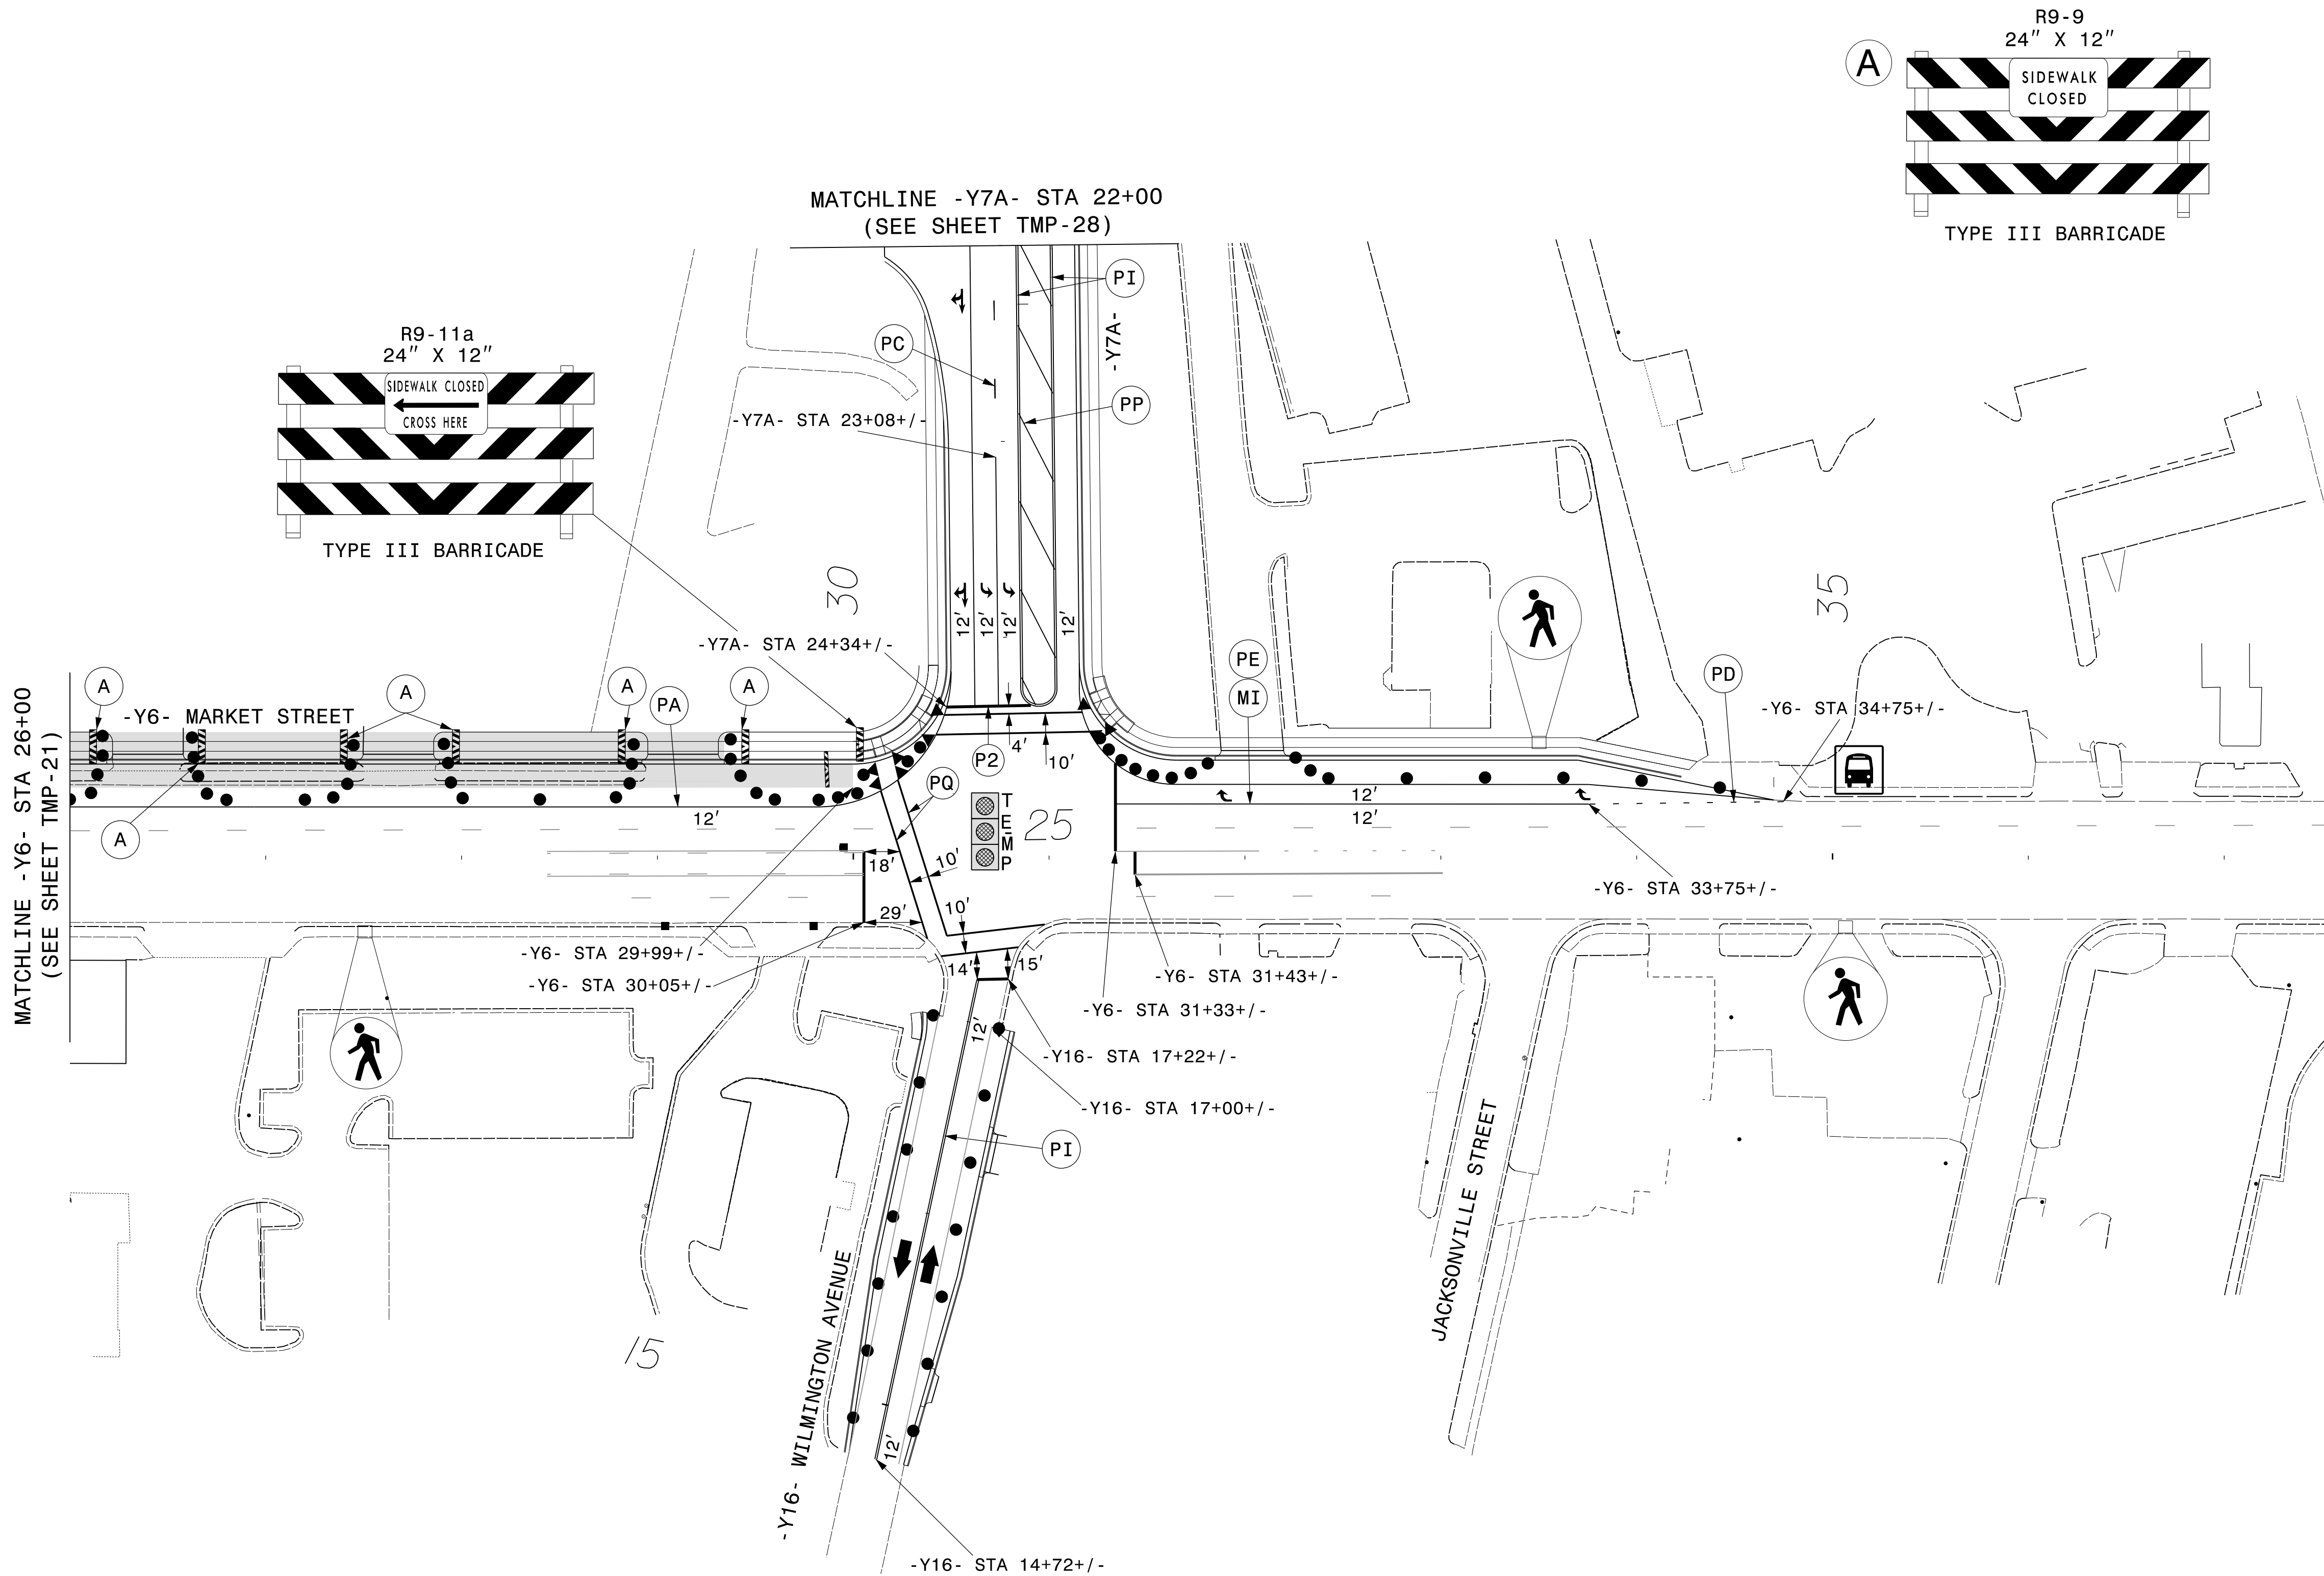 R9-9
24" X 12"
A
SIDEWALK
CLOSED
TYPE III BARRICADE
MATCHLINE -Y7A- STA 22+00
(SEE SHEET TMP-28)
R9-11a
24" X 12"
SIDEWALK CLOSED
CROSS HERE
TYPE III BARRICADE
PI
-Y7A-
PC
PP
-Y7A- STA 23+08+/-
30
12'
12'
12'
12'
-Y7A- STA 24+34+/-
35
PE
MI
PD
-Y6- STA 34+75+/-
MATCHLINE -Y6- STA 26+00
(SEE SHEET TMP-21)
A
A
A
A
PA
-Y6- MARKET STREET
A
12'
4'
P2
10'
PQ
TEMP
25
12'
12'
18'
10'
-Y6- STA 33+75+/-
29'
10'
-Y6- STA 29+99+/-
-Y6- STA 30+05+/-
14'
15'
-Y6- STA 31+43+/-
-Y6- STA 31+33+/-
12'
-Y16- STA 17+22+/-
-Y16- STA 17+00+/-
PI
JACKSONVILLE STREET
15
-Y16- WILMINGTON AVENUE
12'
-Y16- STA 14+72+/-